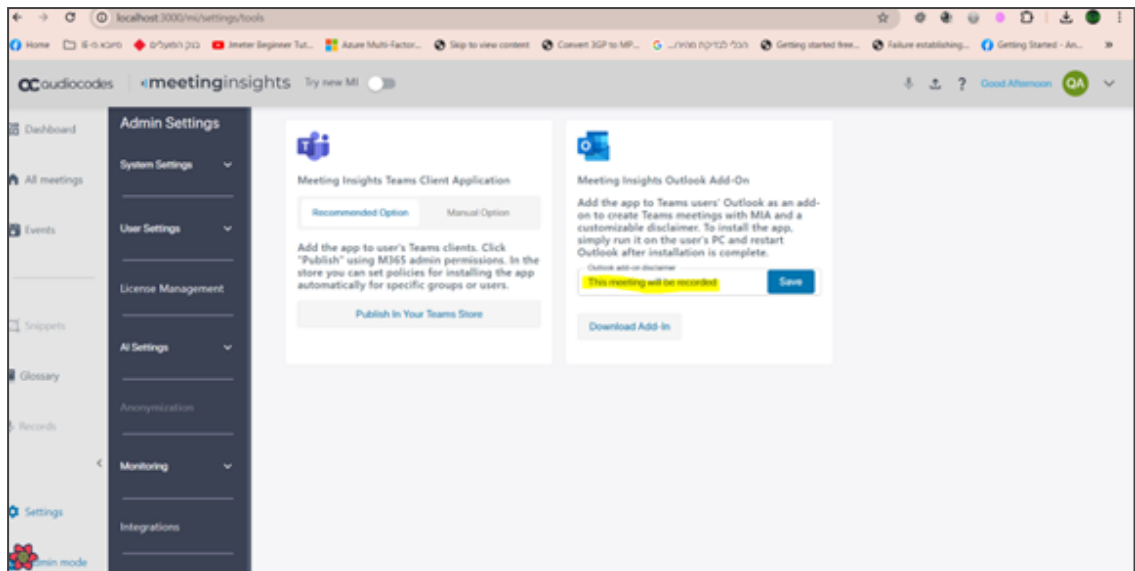 localhost:3000/mi/settings/tools
Home
Jmeter Beginner Tut...
Azure Multi-Factor...
Skip to view content
Convert 3GP to MP...
Getting started free...
Failure establishing...
Getting Started - An...
audiocodes
meetinginsights
Try new MI
?
Good Afternoon
QA
Dashboard
All meetings
Events
Snippets
Glossary
Records
Settings
Admin Settings
System Settings
User Settings
License Management
AI Settings
Anonymization
Monitoring
Integrations
Meeting Insights Teams Client Application
Recommended Option
Manual Option
Add the app to user's Teams clients. Click
"Publish" using M365 admin permissions. In the
store you can set policies for installing the app
automatically for specific groups or users.
Publish In Your Teams Store
Meeting Insights Outlook Add-On
Add the app to Teams users' Outlook as an add-
on to create Teams meetings with MIA and a
customizable disclaimer. To install the app,
simply run it on the user's PC and restart
Outlook after installation is complete.
Outlook add-on disclaimer
This meeting will be recorded
Save
Download Add-In